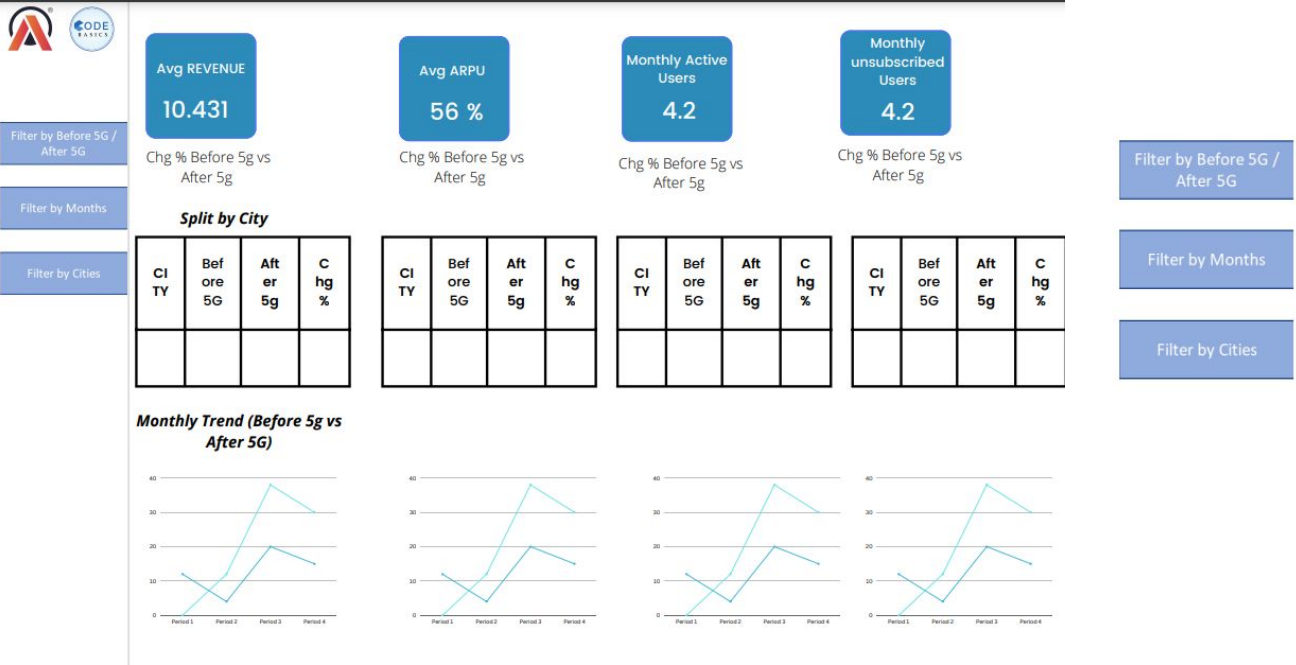 CODE
BASICS
Filter by Before 5G /
After 5G
Filter by Months
Filter by Cities
Avg REVENUE
10.431
Chg % Before 5g vs
After 5g
Avg ARPU
56 %
Chg % Before 5g vs
After 5g
Monthly Active
Users
4.2
Chg % Before 5g vs
After 5g
Monthly
unsubscribed
Users
4.2
Chg % Before 5g vs
After 5g
Filter by Before 5G /
After 5G
Filter by Months
Filter by Cities
Split by City
CI
TY
Bef
ore
5G
Aft
er
5g
C
hg
%
CI
TY
Bef
ore
5G
Aft
er
5g
C
hg
%
CI
TY
Bef
ore
5G
Aft
er
5g
C
hg
%
CI
TY
Bef
ore
5G
Aft
er
5g
C
hg
%
Monthly Trend (Before 5g vs
After 5G)
40
30
20
10
0
Period 1 Period 2 Period 3 Period 4
40
30
20
10
0
Period 1 Period 2 Period 3 Period 4
40
30
20
10
0
Period 1 Period 2 Period 3 Period 4
40
30
20
10
0
Period 1 Period 2 Period 3 Period 4